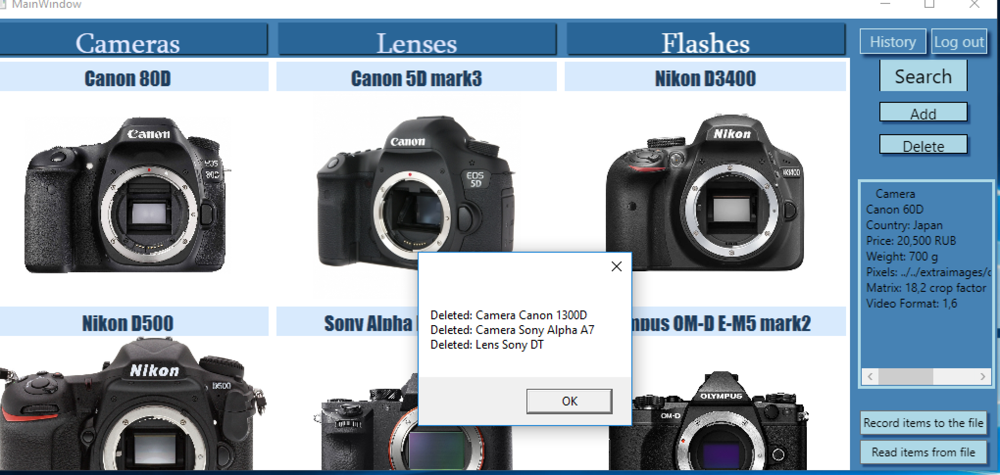 MainWindow
Cameras
Lenses
Flashes
History
Log out
Search
Add
Delete
Canon 80D
Canon 5D mark3
Nikon D3400
Canon
EOS
80D
Canon
EOS
5D
Nikon
D3400
Camera
Canon 60D
Country: Japan
Price: 20,500 RUB
Weight: 700 g
Pixels: ../../extraimages/c
Matrix: 18,2 crop factor
Video Format: 1,6
Nikon D500
Sony Alpha
OM-D E-M5 mark2
Nikon
D500
OLYMPUS
OM-D
Deleted: Camera Canon 1300D
Deleted: Camera Sony Alpha A7
Deleted: Lens Sony DT
OK
Record items to the file
Read items from file